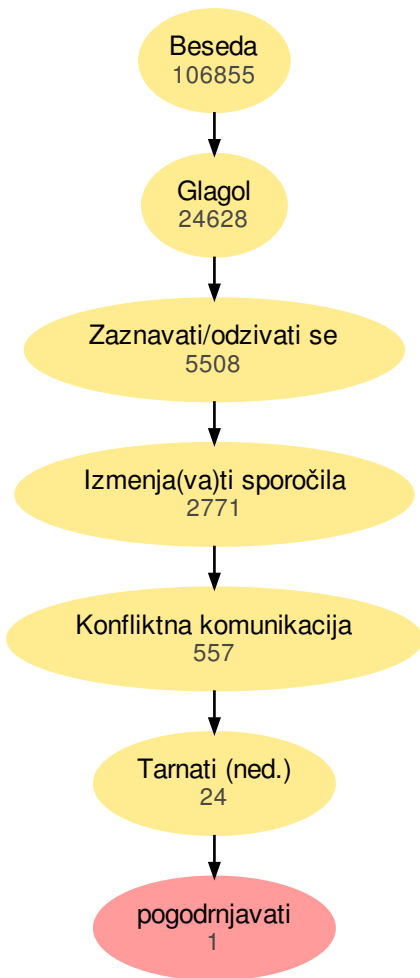 Beseda
106855
Glagol
24628
Zaznavati/odzivati se
5508
Izmenja(va)ti sporočila
2771
Konfliktna komunikacija
557
Tarnati (ned.)
24
pogodrnjavati
1